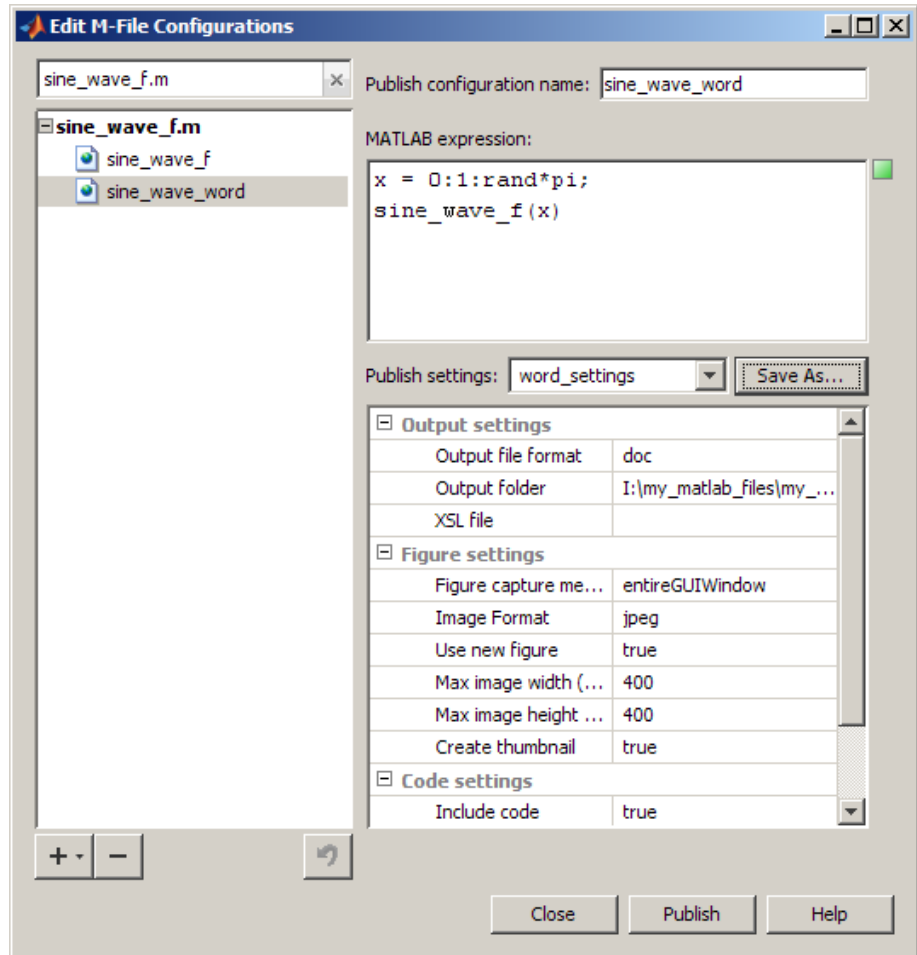 Edit M-File Configurations
sine_wave_f.m
Publish configuration name: sine_wave_word
sine_wave_f.m
sine_wave_f
sine_wave_word
MATLAB expression:
x = 0:1:rand*pi;
sine_wave_f(x)
Publish settings: word_settings Save As...
Output settings
Output file format doc
Output folder I:\my_matlab_files\my_...
XSL file
Figure settings
Figure capture me... entireGUIWindow
Image Format jpeg
Use new figure true
Max image width (... 400
Max image height ... 400
Create thumbnail true
Code settings
Include code true
Close Publish Help